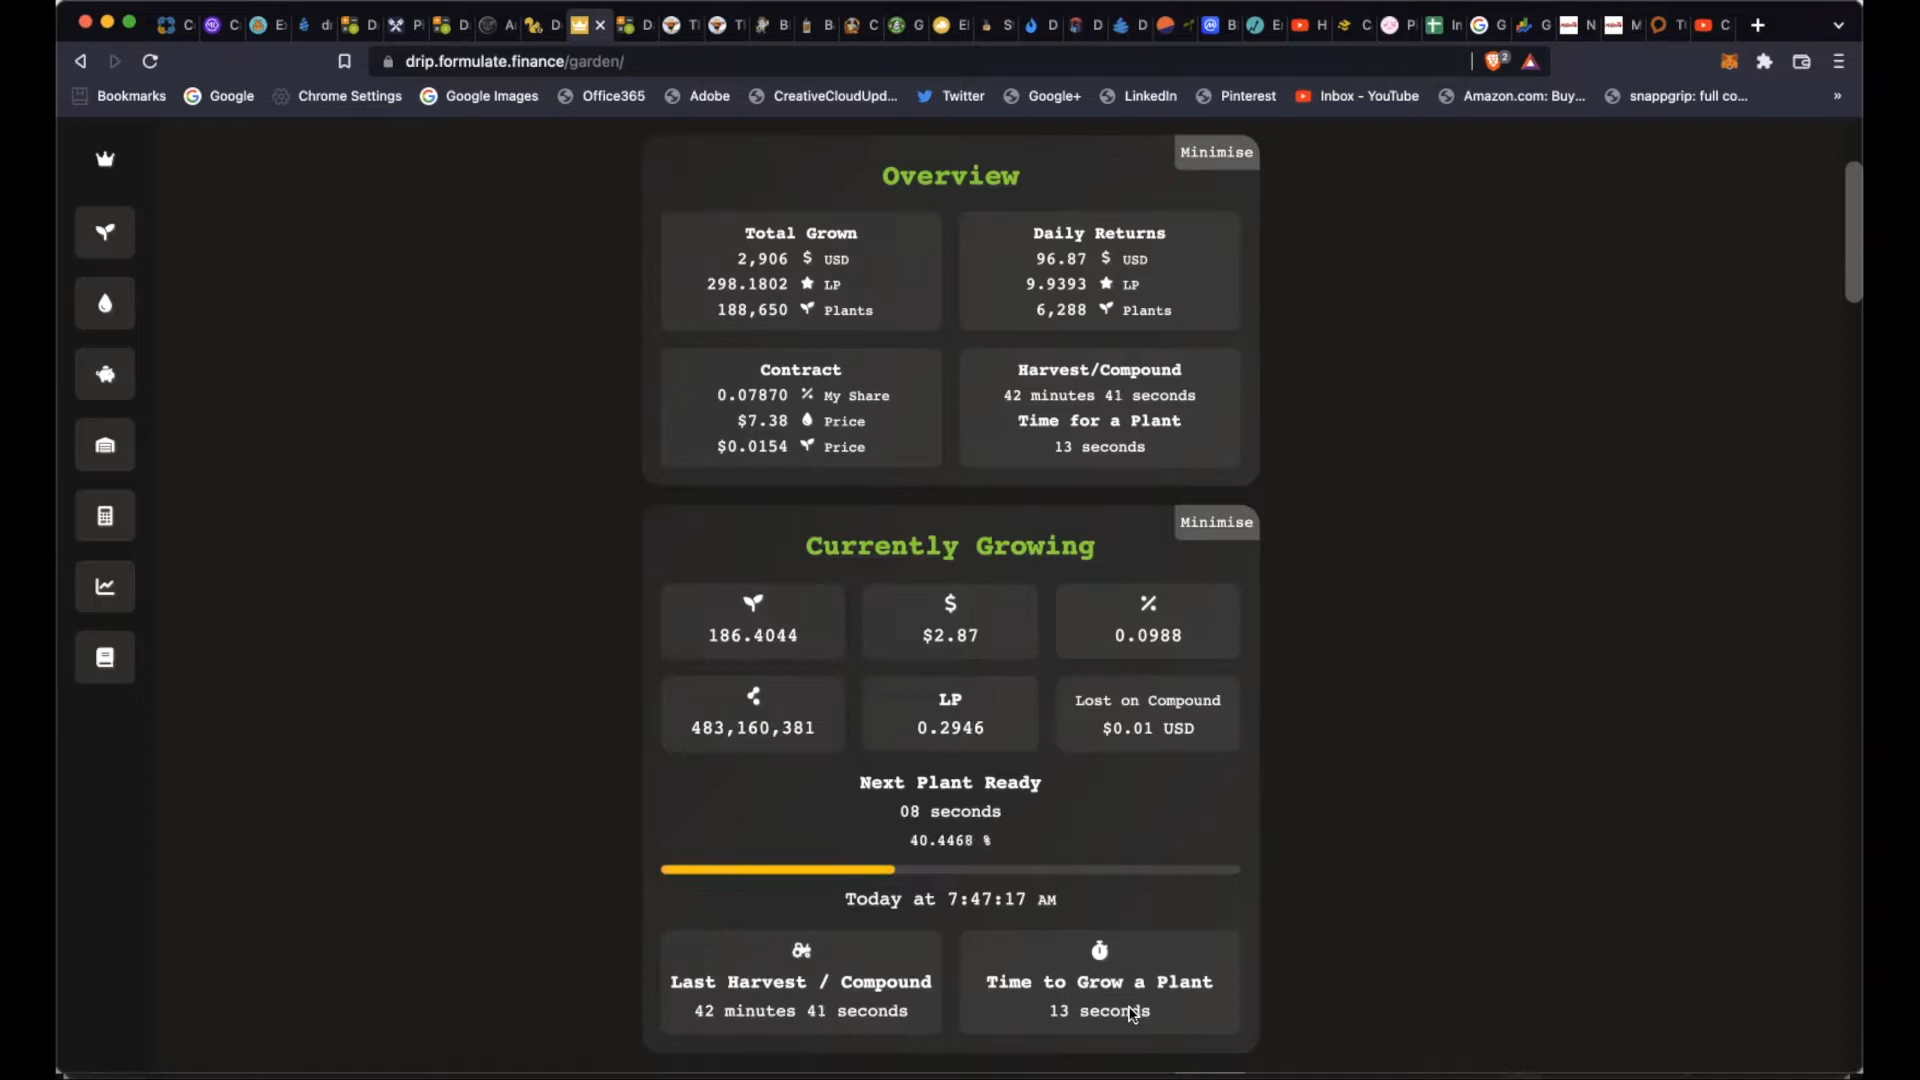 C
C
E
di
D
P
D
A
D
D
T
T
B
B
C
G
El
S
D
D
D
B
E
H
C
P
In
G
G
N
M
T
C
drip.formulate.finance/garden/
2
Bookmarks Google Chrome Settings Google Images Office365 Adobe CreativeCloudUpd... Twitter Google+ LinkedIn Pinterest Inbox - YouTube Amazon.com: Buy... snappgrip: full co... »
Minimise
Overview
Total Grown
2,906 $ USD
298.1802 LP
188,650 Plants
Daily Returns
96.87 $ USD
9.9393 LP
6,288 Plants
Contract
0.07870 % My Share
$7.38 Price
$0.0154 Price
Harvest/Compound
42 minutes 41 seconds
Time for a Plant
13 seconds
Minimise
Currently Growing
186.4044
$
$2.87
%
0.0988
483,160,381
LP
0.2946
Lost on Compound
$0.01 USD
Next Plant Ready
08 seconds
40.4468 %
Today at 7:47:17 AM
Last Harvest / Compound
42 minutes 41 seconds
Time to Grow a Plant
13 seconds